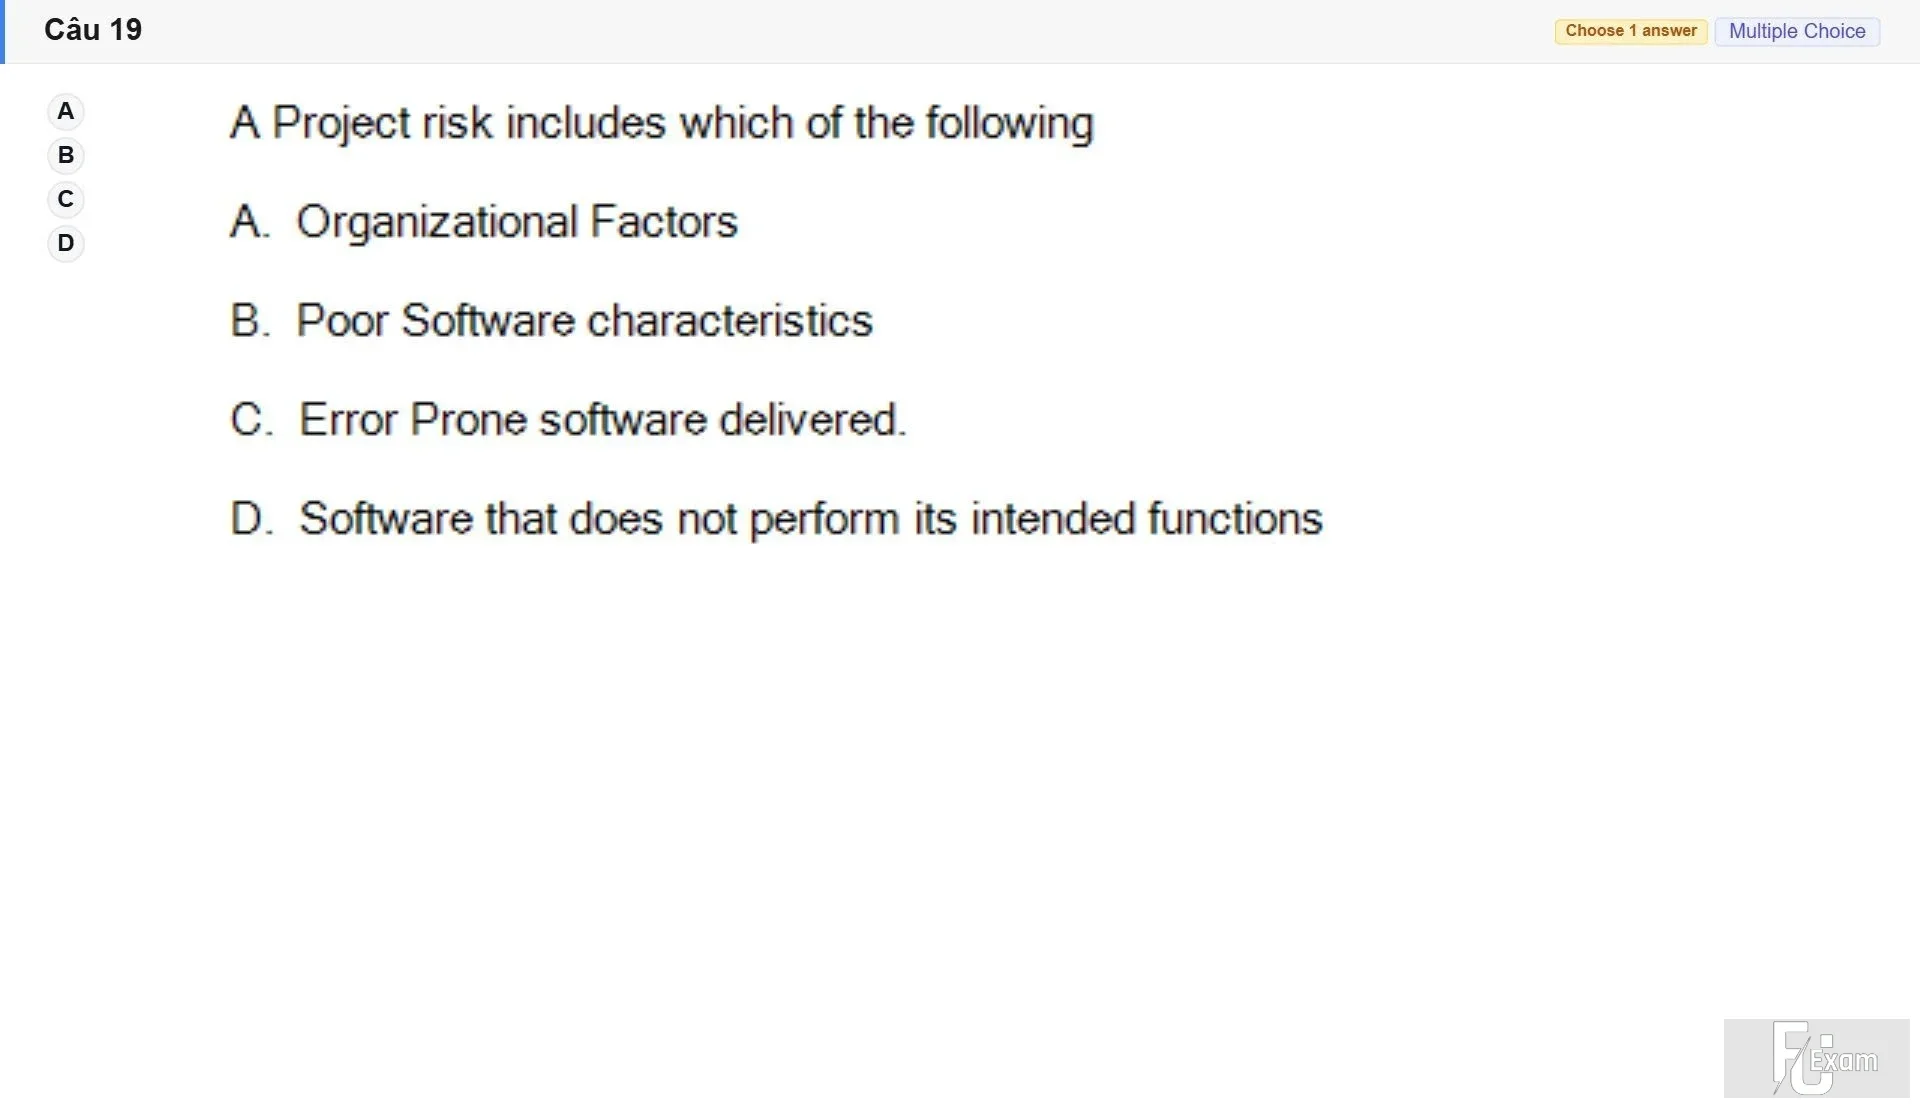 Câu 19
Choose 1 answer
Multiple Choice
A
B
C
D
A Project risk includes which of the following
A. Organizational Factors
B. Poor Software characteristics
C. Error Prone software delivered.
D. Software that does not perform its intended functions
FU Exam